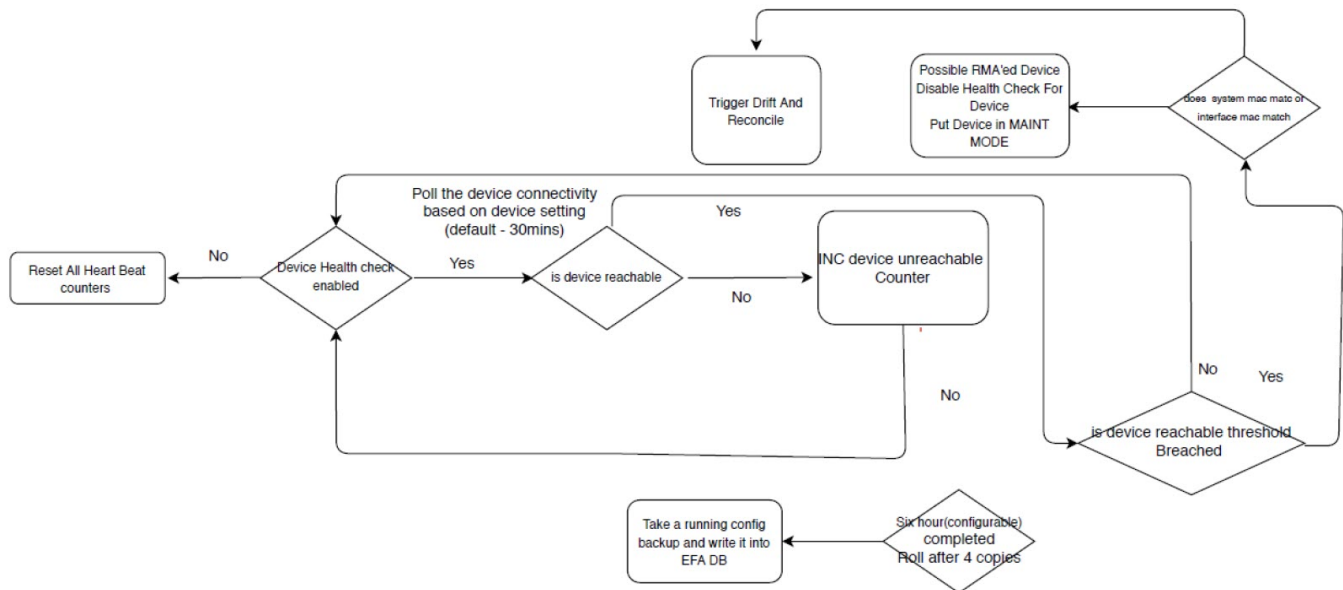 Trigger Drift And
Reconcile
Possible RMA'ed Device
Disable Health Check For
Device
Put Device in MAINT
MODE
does system mac matc or
interface mac match
Poll the device connectivity
based on device setting
(default - 30mins)
Yes
No
Reset All Heart Beat
counters
Device Health check
enabled
Yes
is device reachable
No
INC device unreachable
Counter
No
No
Yes
is device reachable threshold
Breached
Take a running config
backup and write it into
EFA DB
Six hour(configurable)
completed
Roll after 4 copies